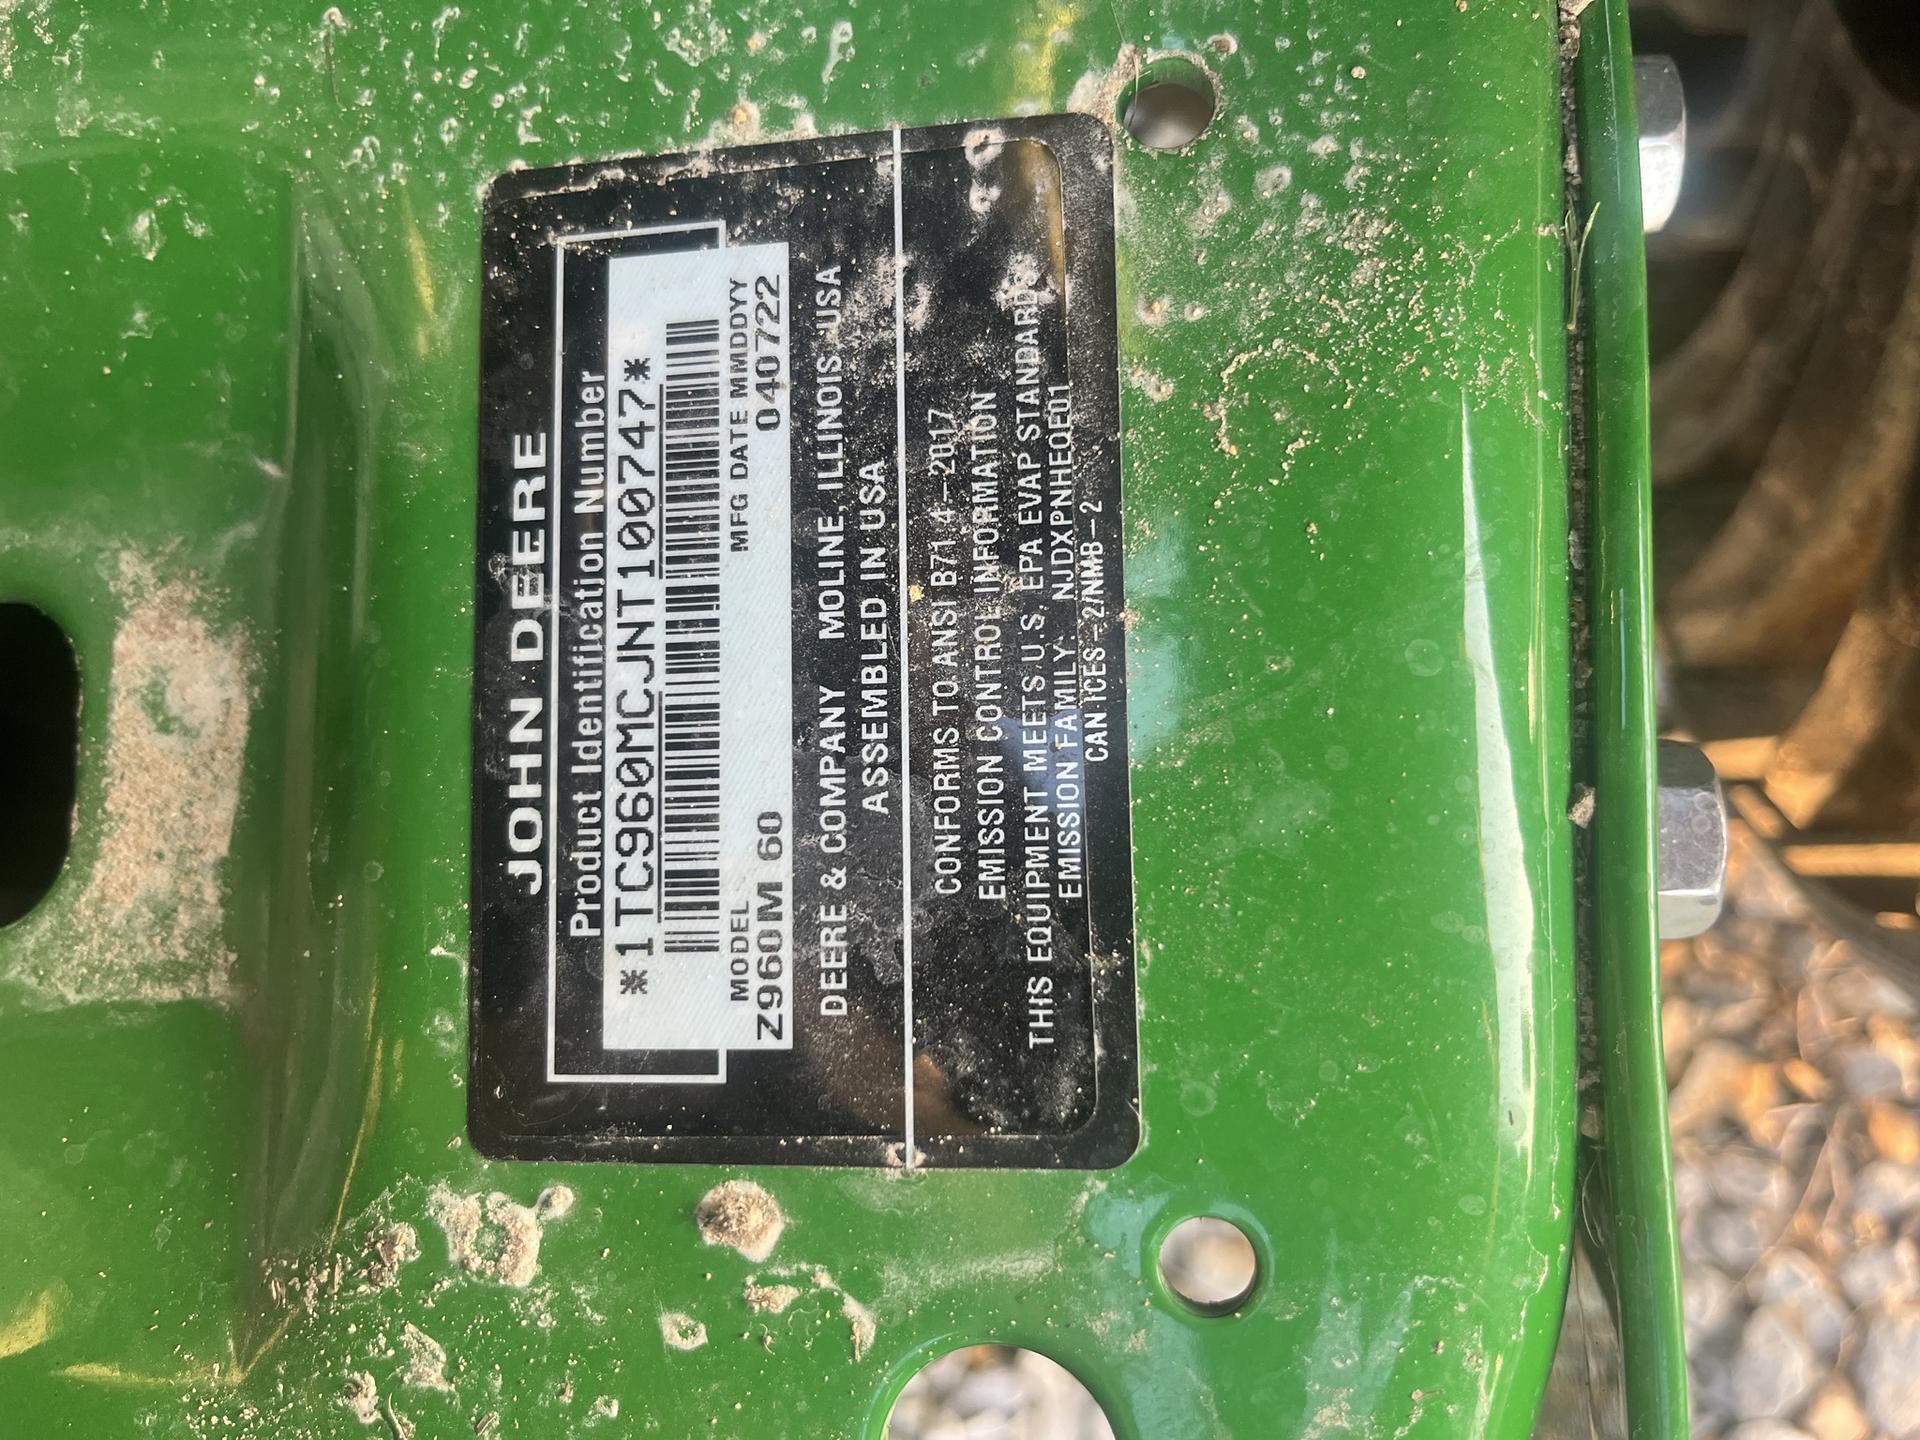 JOHN DEERE
Product Identification Number
*1TC960MCJNT100747*
MODEL MFG DATE MMDDYY
Z960M 60 040722
DEERE & COMPANY MOLINE, ILLINOIS USA
ASSEMBLED IN USA
CONFORMS TO ANSI B71.4-2017
EMISSION CONTROL INFORMATION
THIS EQUIPMENT MEETS U.S. EPA EVAP STANDARDS
EMISSION FAMILY: NJDXPNHEQE01
CAN ICES-2/NMB-2